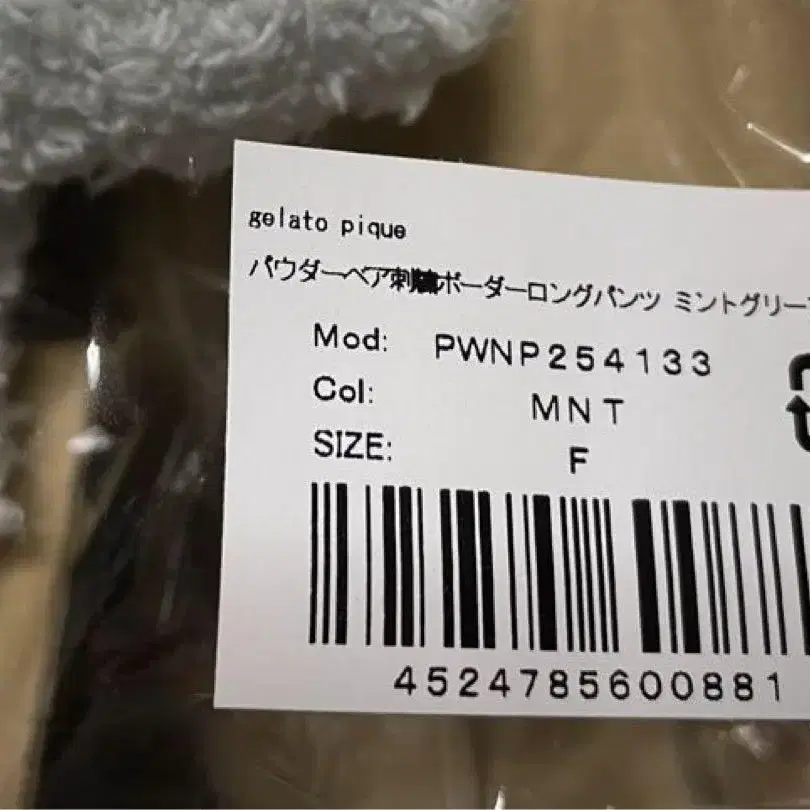 gelato pique
パウダーベア刺繍ボーダーロングパンツ ミントグリー
Mod: PWNP254133
Col: MNT
SIZE: F
4524785600881